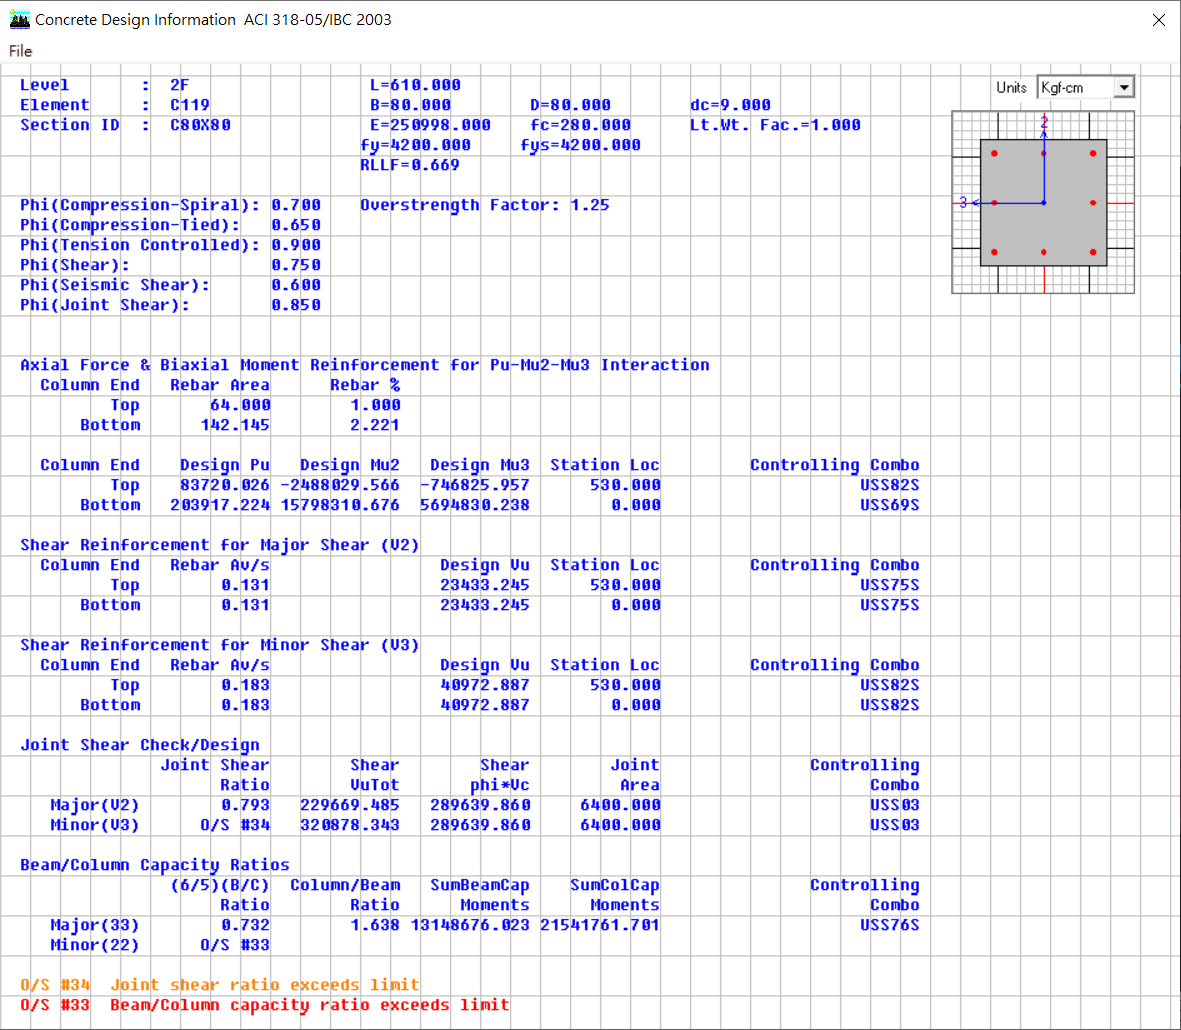 Concrete Design Information  ACI 318-05/IBC 2003
File
Level : 2F L=610.000
Element : C119 B=80.000 D=80.000 dc=9.000
Section ID : C80X80 E=250998.000 fc=280.000 Lt.Wt. Fac.=1.000
fy=4200.000 fys=4200.000
RLLF=0.669
Units Kgf-cm
2
3
Phi(Compression-Spiral): 0.700 Overstrength Factor: 1.25
Phi(Compression-Tied): 0.650
Phi(Tension Controlled): 0.900
Phi(Shear): 0.750
Phi(Seismic Shear): 0.600
Phi(Joint Shear): 0.850
Axial Force & Biaxial Moment Reinforcement for Pu-Mu2-Mu3 Interaction
Column End Rebar Area Rebar %
Top 64.000 1.000
Bottom 142.145 2.221
Column End Design Pu Design Mu2 Design Mu3 Station Loc Controlling Combo
Top 83720.026 -2488029.566 -746825.957 530.000 USS82S
Bottom 203917.224 15798310.676 5694830.238 0.000 USS69S
Shear Reinforcement for Major Shear (V2)
Column End Rebar Av/s Design Vu Station Loc Controlling Combo
Top 0.131 23433.245 530.000 USS75S
Bottom 0.131 23433.245 0.000 USS75S
Shear Reinforcement for Minor Shear (V3)
Column End Rebar Av/s Design Vu Station Loc Controlling Combo
Top 0.183 40972.887 530.000 USS82S
Bottom 0.183 40972.887 0.000 USS82S
Joint Shear Check/Design
Joint Shear Shear Shear Joint Controlling
Ratio VuTot phi*Vc Area Combo
Major(V2) 0.793 229669.485 289639.860 6400.000 USS03
Minor(V3) O/S #34 320878.343 289639.860 6400.000 USS03
Beam/Column Capacity Ratios
(6/5)(B/C) Column/Beam SumBeamCap SumColCap Controlling
Ratio Ratio Moments Moments Combo
Major(33) 0.732 1.638 13148676.023 21541761.701 USS76S
Minor(22) O/S #33
O/S #34 Joint shear ratio exceeds limit
O/S #33 Beam/Column capacity ratio exceeds limit